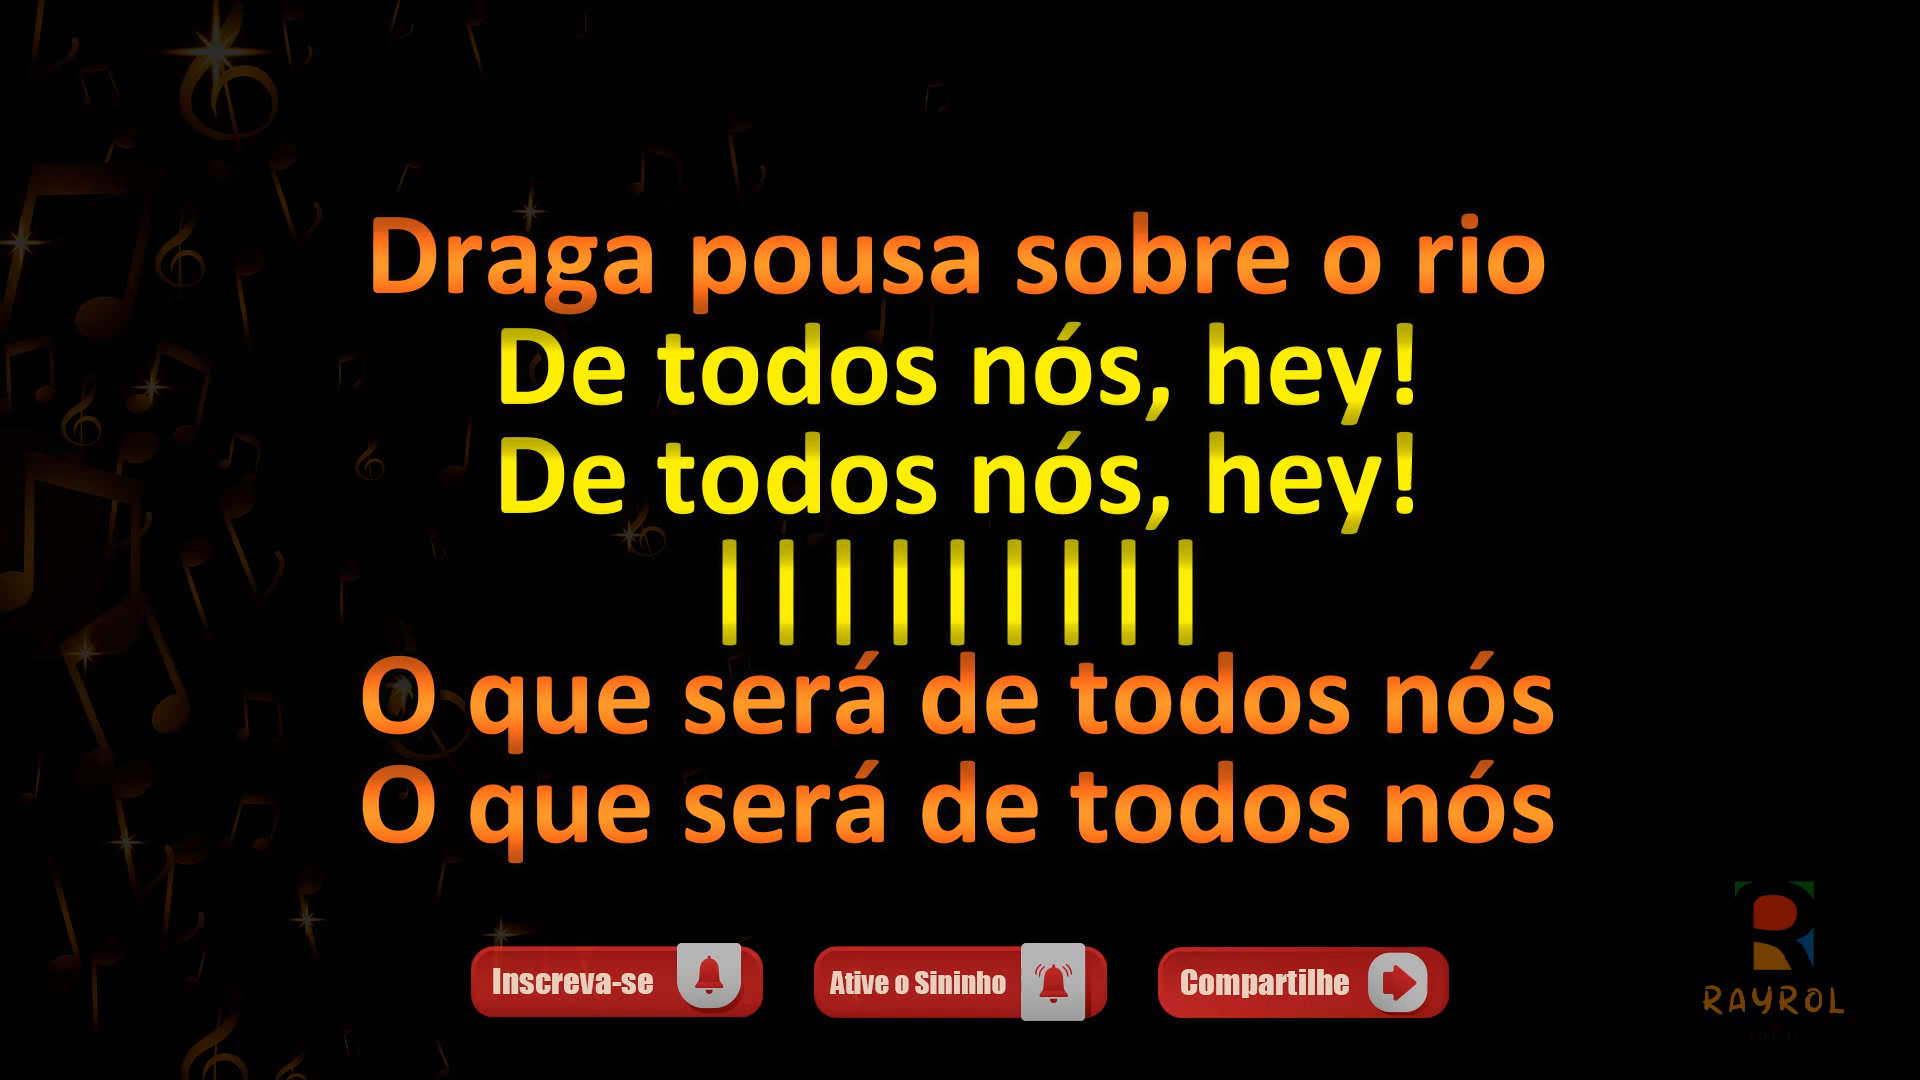 Draga pousa sobre o rio
De todos nós, hey!
De todos nós, hey!
| | | | | | | | |
O que será de todos nós
O que será de todos nós
Inscreva-se
Ative o Sininho
Compartilhe
RAYROL